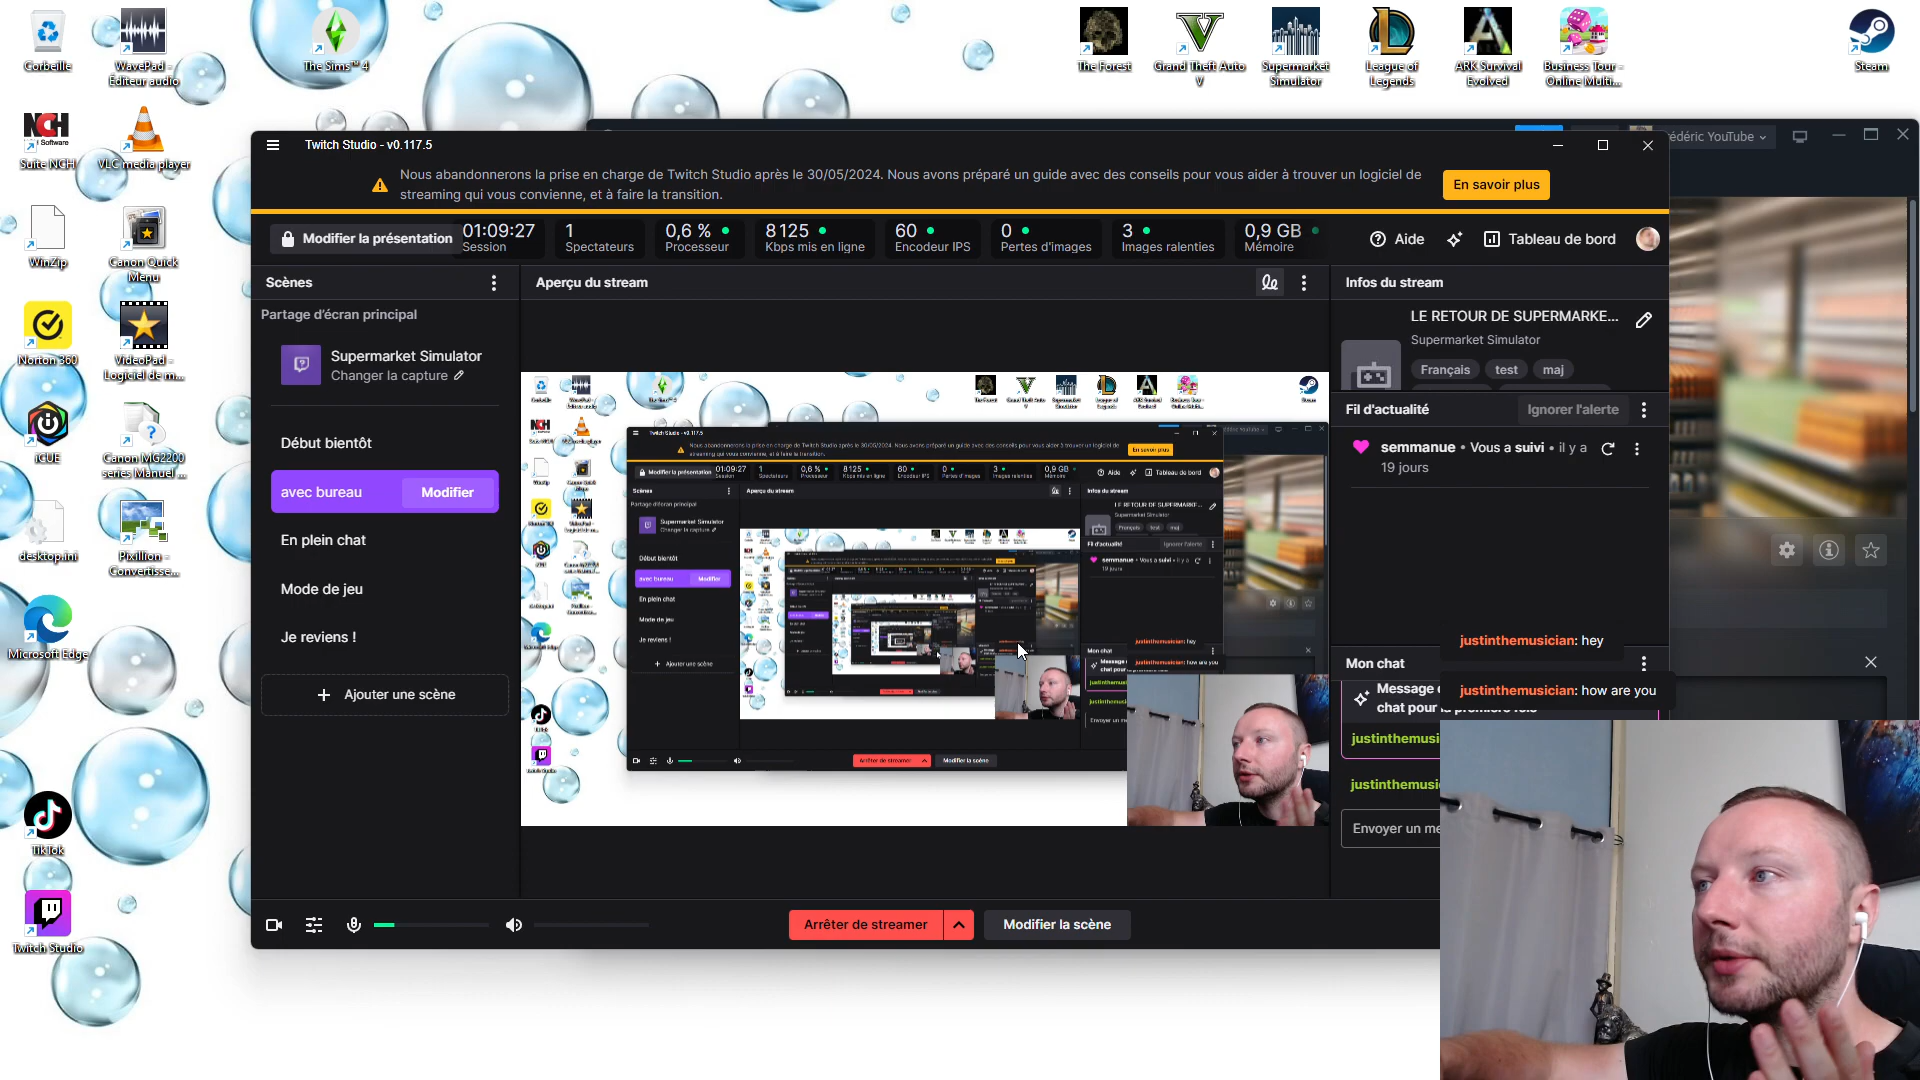 Corbeille
WavePad -
Éditeur audio
The Sims™ 4
The Forest
Grand Theft Auto
V
Supermarket
Simulator
League of
Legends
ARK Survival
Evolved
Business Tour -
Online Multi...
Steam
Suite NCH
VLC media player
WinZip
Canon Quick
Menu
Norton 360
VideoPad -
Logiciel de m...
iCUE
Canon MG2200
series Manuel ...
desktop.ini
Pixillion -
Convertisse...
Microsoft Edge
TikTok
Twitch Studio
Twitch Studio - v0.117.5
édéric YouTube
Nous abandonnerons la prise en charge de Twitch Studio après le 30/05/2024. Nous avons préparé un guide avec des conseils pour vous aider à trouver un logiciel de
streaming qui vous convienne, et à faire la transition.
En savoir plus
Modifier la présentation
01:09:27
Session
1
Spectateurs
0,6 %
Processeur
8 125
Kbps mis en ligne
60
Encodeur IPS
0
Pertes d'images
3
Images ralenties
0,9 GB
Mémoire
Aide
Tableau de bord
Scènes
Partage d'écran principal
Supermarket Simulator
Changer la capture
Début bientôt
avec bureau
Modifier
En plein chat
Mode de jeu
Je reviens !
+ Ajouter une scène
Aperçu du stream
Infos du stream
LE RETOUR DE SUPERMARKE...
Supermarket Simulator
Français
test
maj
Fil d'actualité
Ignorer l'alerte
semmanue • Vous a suivi • il y a
19 jours
justinthemusician: hey
Mon chat
justinthemusician: how are you
Message
chat pour
justinthemusi
justinthemusi
Envoyer un me
Arrêter de streamer
Modifier la scène